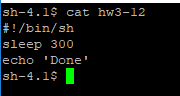 sh-4.1$ cat hw3-12
#!/bin/sh
sleep 300
echo 'Done'
sh-4.1$